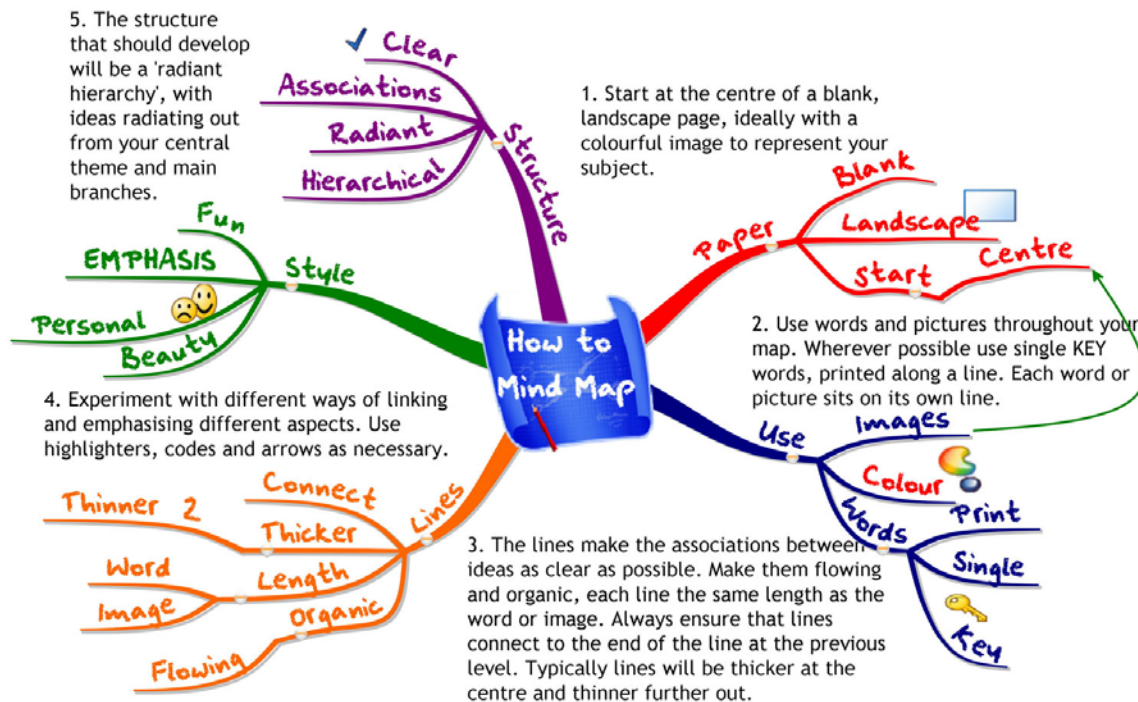 How to
Mind Map
1. Start at the centre of a blank,
landscape page, ideally with a
colourful image to represent your
subject.
Paper
Blank
Landscape
Start
Centre
2. Use words and pictures throughout your
map. Wherever possible use single KEY
words, printed along a line. Each word or
picture sits on its own line.
Use
Images
Colour
Words
Print
Single
Key
3. The lines make the associations between
ideas as clear as possible. Make them flowing
and organic, each line the same length as the
word or image. Always ensure that lines
connect to the end of the line at the previous
level. Typically lines will be thicker at the
centre and thinner further out.
Lines
Connect
Thicker
Thinner 2
Length
Word
Image
Organic
Flowing
4. Experiment with different ways of linking
and emphasising different aspects. Use
highlighters, codes and arrows as necessary.
Style
Fun
EMPHASIS
Personal
Beauty
5. The structure
that should develop
will be a 'radiant
hierarchy', with
ideas radiating out
from your central
theme and main
branches.
Structure
Clear
Associations
Radiant
Hierarchical